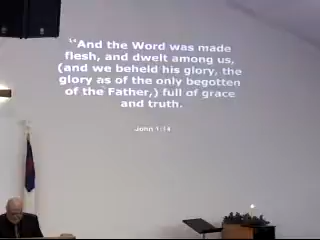 “And the Word was made
flesh, and dwelt among us,
(and we beheld his glory, the
glory as of the only begotten
of the Father,) full of grace
and truth.
John 1:14